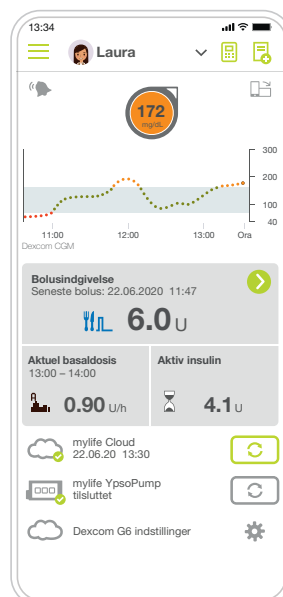 13:34
Laura
172
mg/dL
300
200
100
40
11:00 12:00 13:00 Ora
Dexcom CGM
Bolusindgivelse
Seneste bolus: 22.06.2020 11:47
6.0 U
Aktuel basaldosis
13:00 – 14:00
A
0.90 U/h
Aktiv insulin
4.1 U
mylife Cloud
22.06.20 13:30
mylife YpsoPump
tilsluttet
Dexcom G6 indstillinger